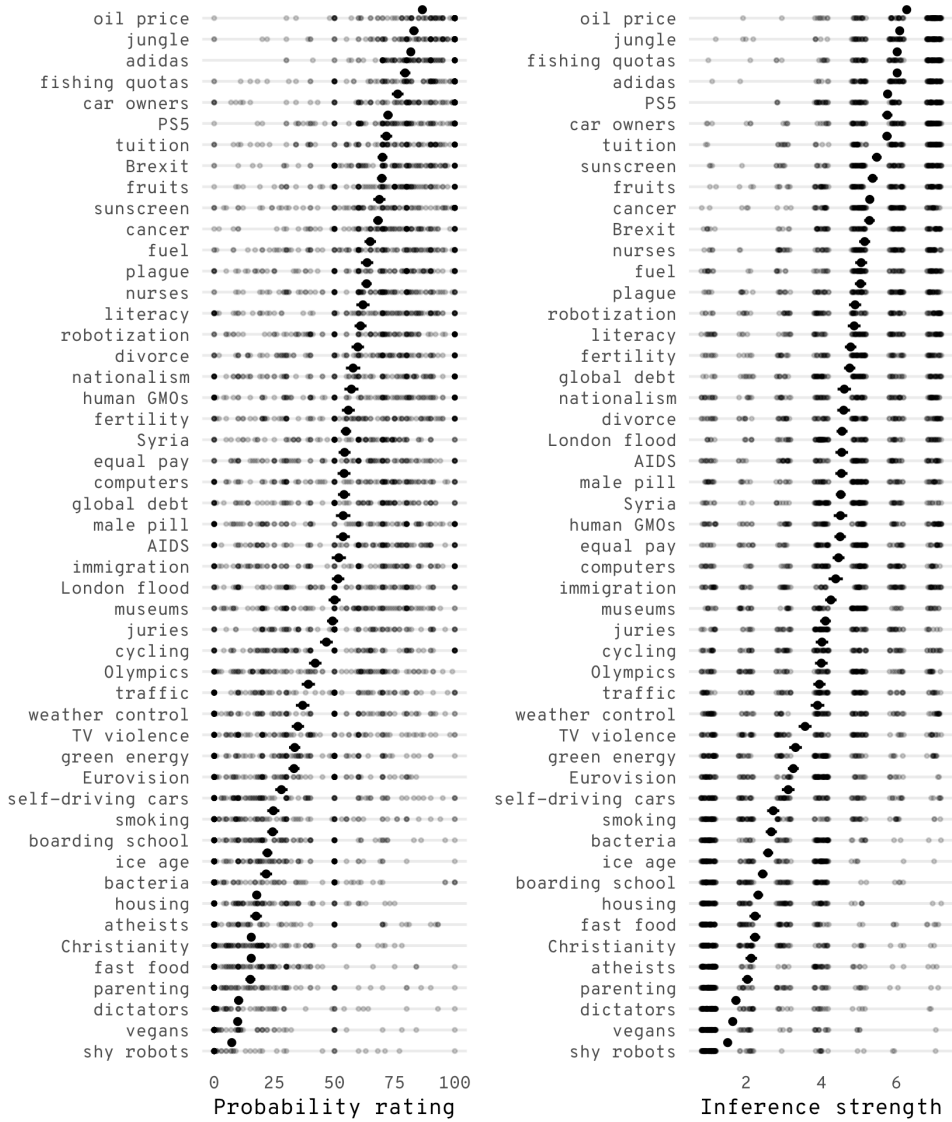 oil price
jungle
adidas
fishing quotas
car owners
PS5
tuition
Brexit
fruits
sunscreen
cancer
fuel
plague
nurses
literacy
robotization
divorce
nationalism
human GMOs
fertility
Syria
equal pay
computers
global debt
male pill
AIDS
immigration
London flood
museums
juries
cycling
Olympics
traffic
weather control
TV violence
green energy
Eurovision
self-driving cars
smoking
boarding school
ice age
bacteria
housing
atheists
Christianity
fast food
parenting
dictators
vegans
shy robots
0 25 50 75 100
Probability rating
oil price
jungle
fishing quotas
adidas
PS5
car owners
tuition
sunscreen
fruits
cancer
Brexit
nurses
fuel
plague
robotization
literacy
fertility
global debt
nationalism
divorce
London flood
AIDS
male pill
Syria
human GMOs
equal pay
computers
immigration
museums
juries
cycling
Olympics
traffic
weather control
TV violence
green energy
Eurovision
self-driving cars
smoking
bacteria
ice age
boarding school
housing
fast food
Christianity
atheists
parenting
dictators
vegans
shy robots
2 4 6
Inference strength